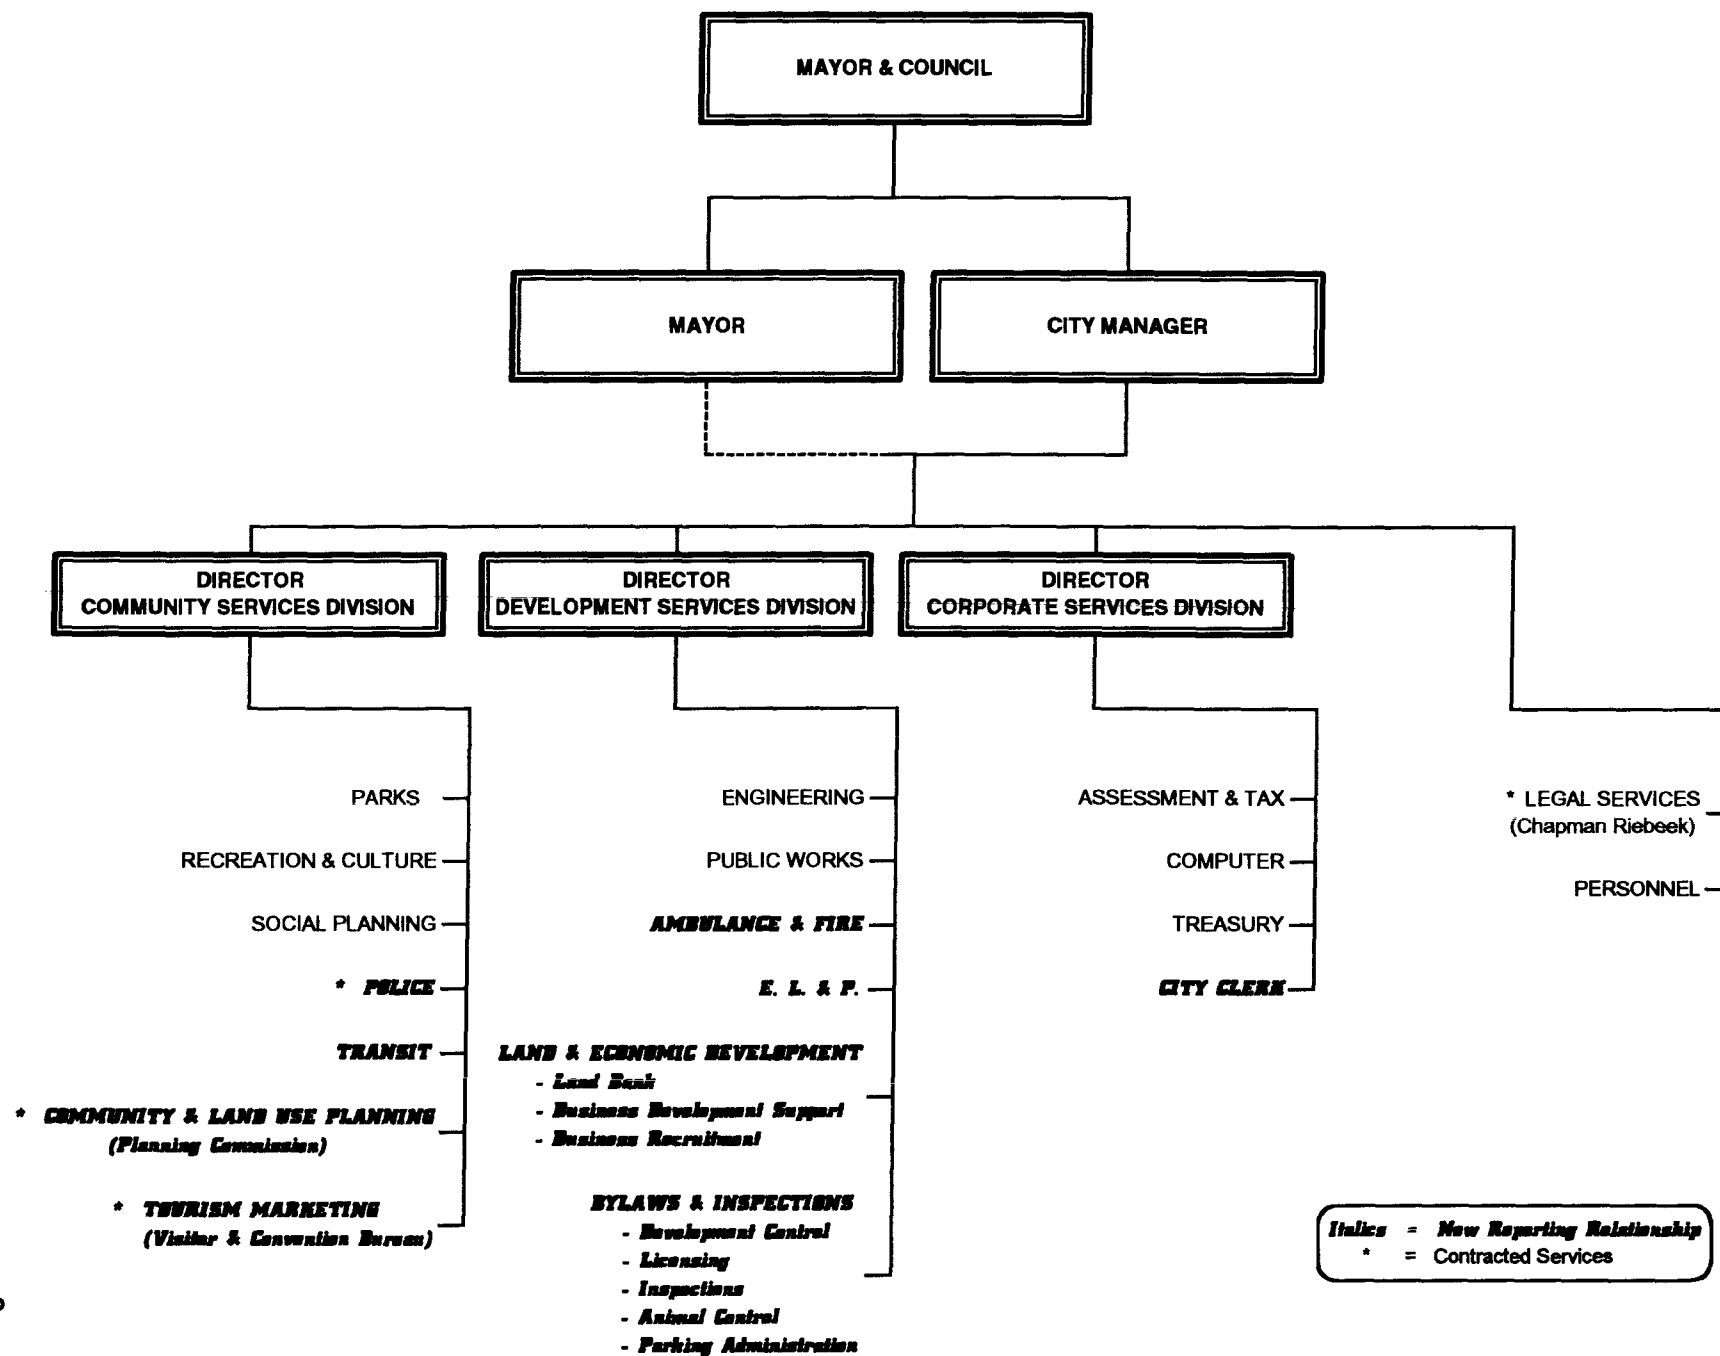 MAYOR & COUNCIL
MAYOR
CITY MANAGER
DIRECTOR
COMMUNITY SERVICES DIVISION
DIRECTOR
DEVELOPMENT SERVICES DIVISION
DIRECTOR
CORPORATE SERVICES DIVISION
PARKS
RECREATION & CULTURE
SOCIAL PLANNING
* POLICE
TRANSIT
* COMMUNITY & LAND USE PLANNING
(Planning Commission)
* TOURISM MARKETING
(Visitor & Convention Bureau)
ENGINEERING
PUBLIC WORKS
AMBULANCE & FIRE
E. L. & P.
LAND & ECONOMIC DEVELOPMENT
- Land Bank
- Business Development Support
- Business Recruitment
BYLAWS & INSPECTIONS
- Development Control
- Licensing
- Inspections
- Animal Control
- Parking Administration
ASSESSMENT & TAX
COMPUTER
TREASURY
CITY CLERK
* LEGAL SERVICES
(Chapman Riebeek)
PERSONNEL
Italics = New Reporting Relationship
* = Contracted Services